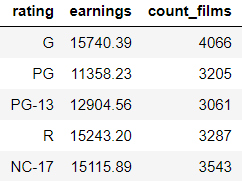 rating earnings count_films
G 15740.39 4066
PG 11358.23 3205
PG-13 12904.56 3061
R 15243.20 3287
NC-17 15115.89 3543